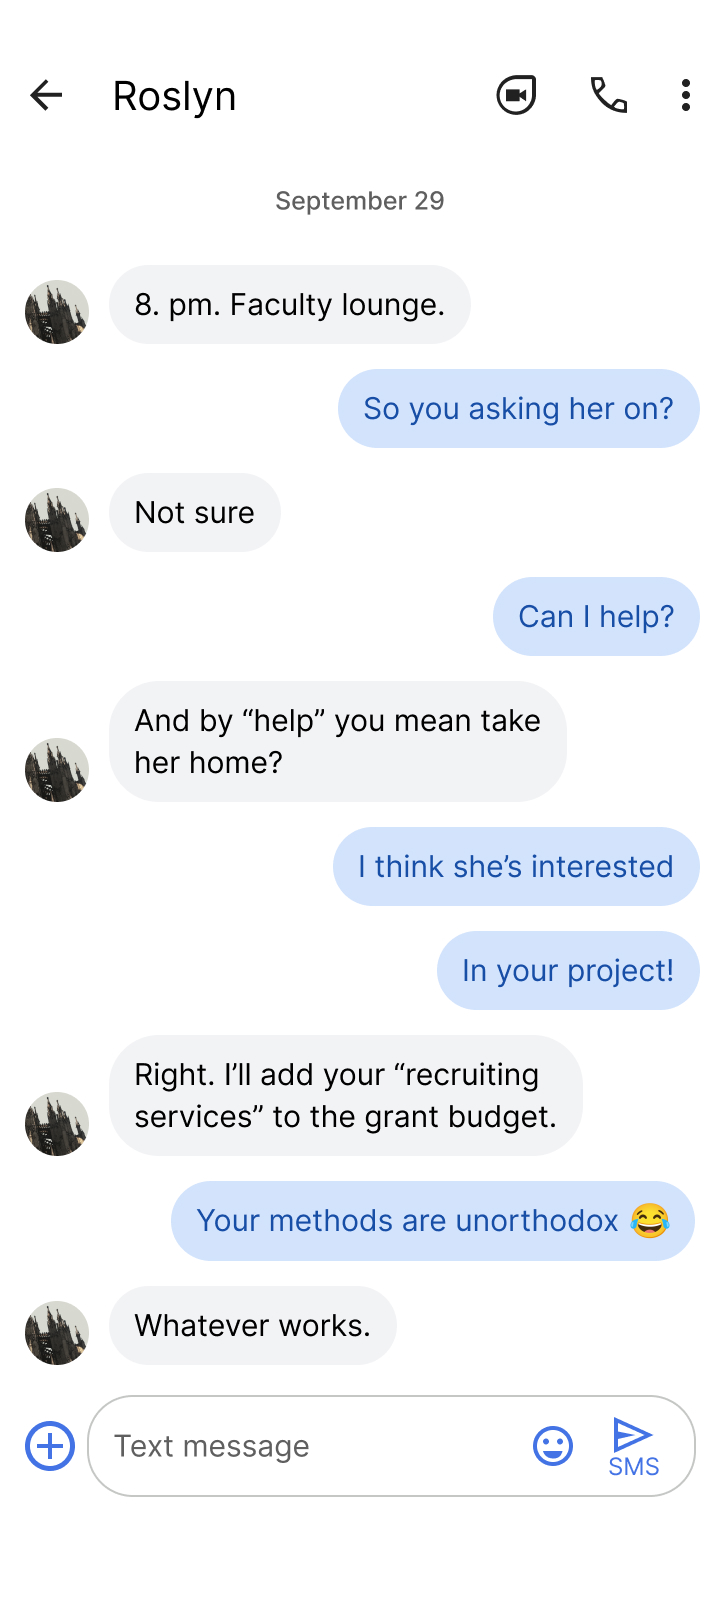 Roslyn
September 29
8. pm. Faculty lounge.
So you asking her on?
Not sure
Can I help?
And by “help” you mean take
her home?
I think she’s interested
In your project!
Right. I’ll add your “recruiting
services” to the grant budget.
Your methods are unorthodox 😂
Whatever works.
Text message
SMS